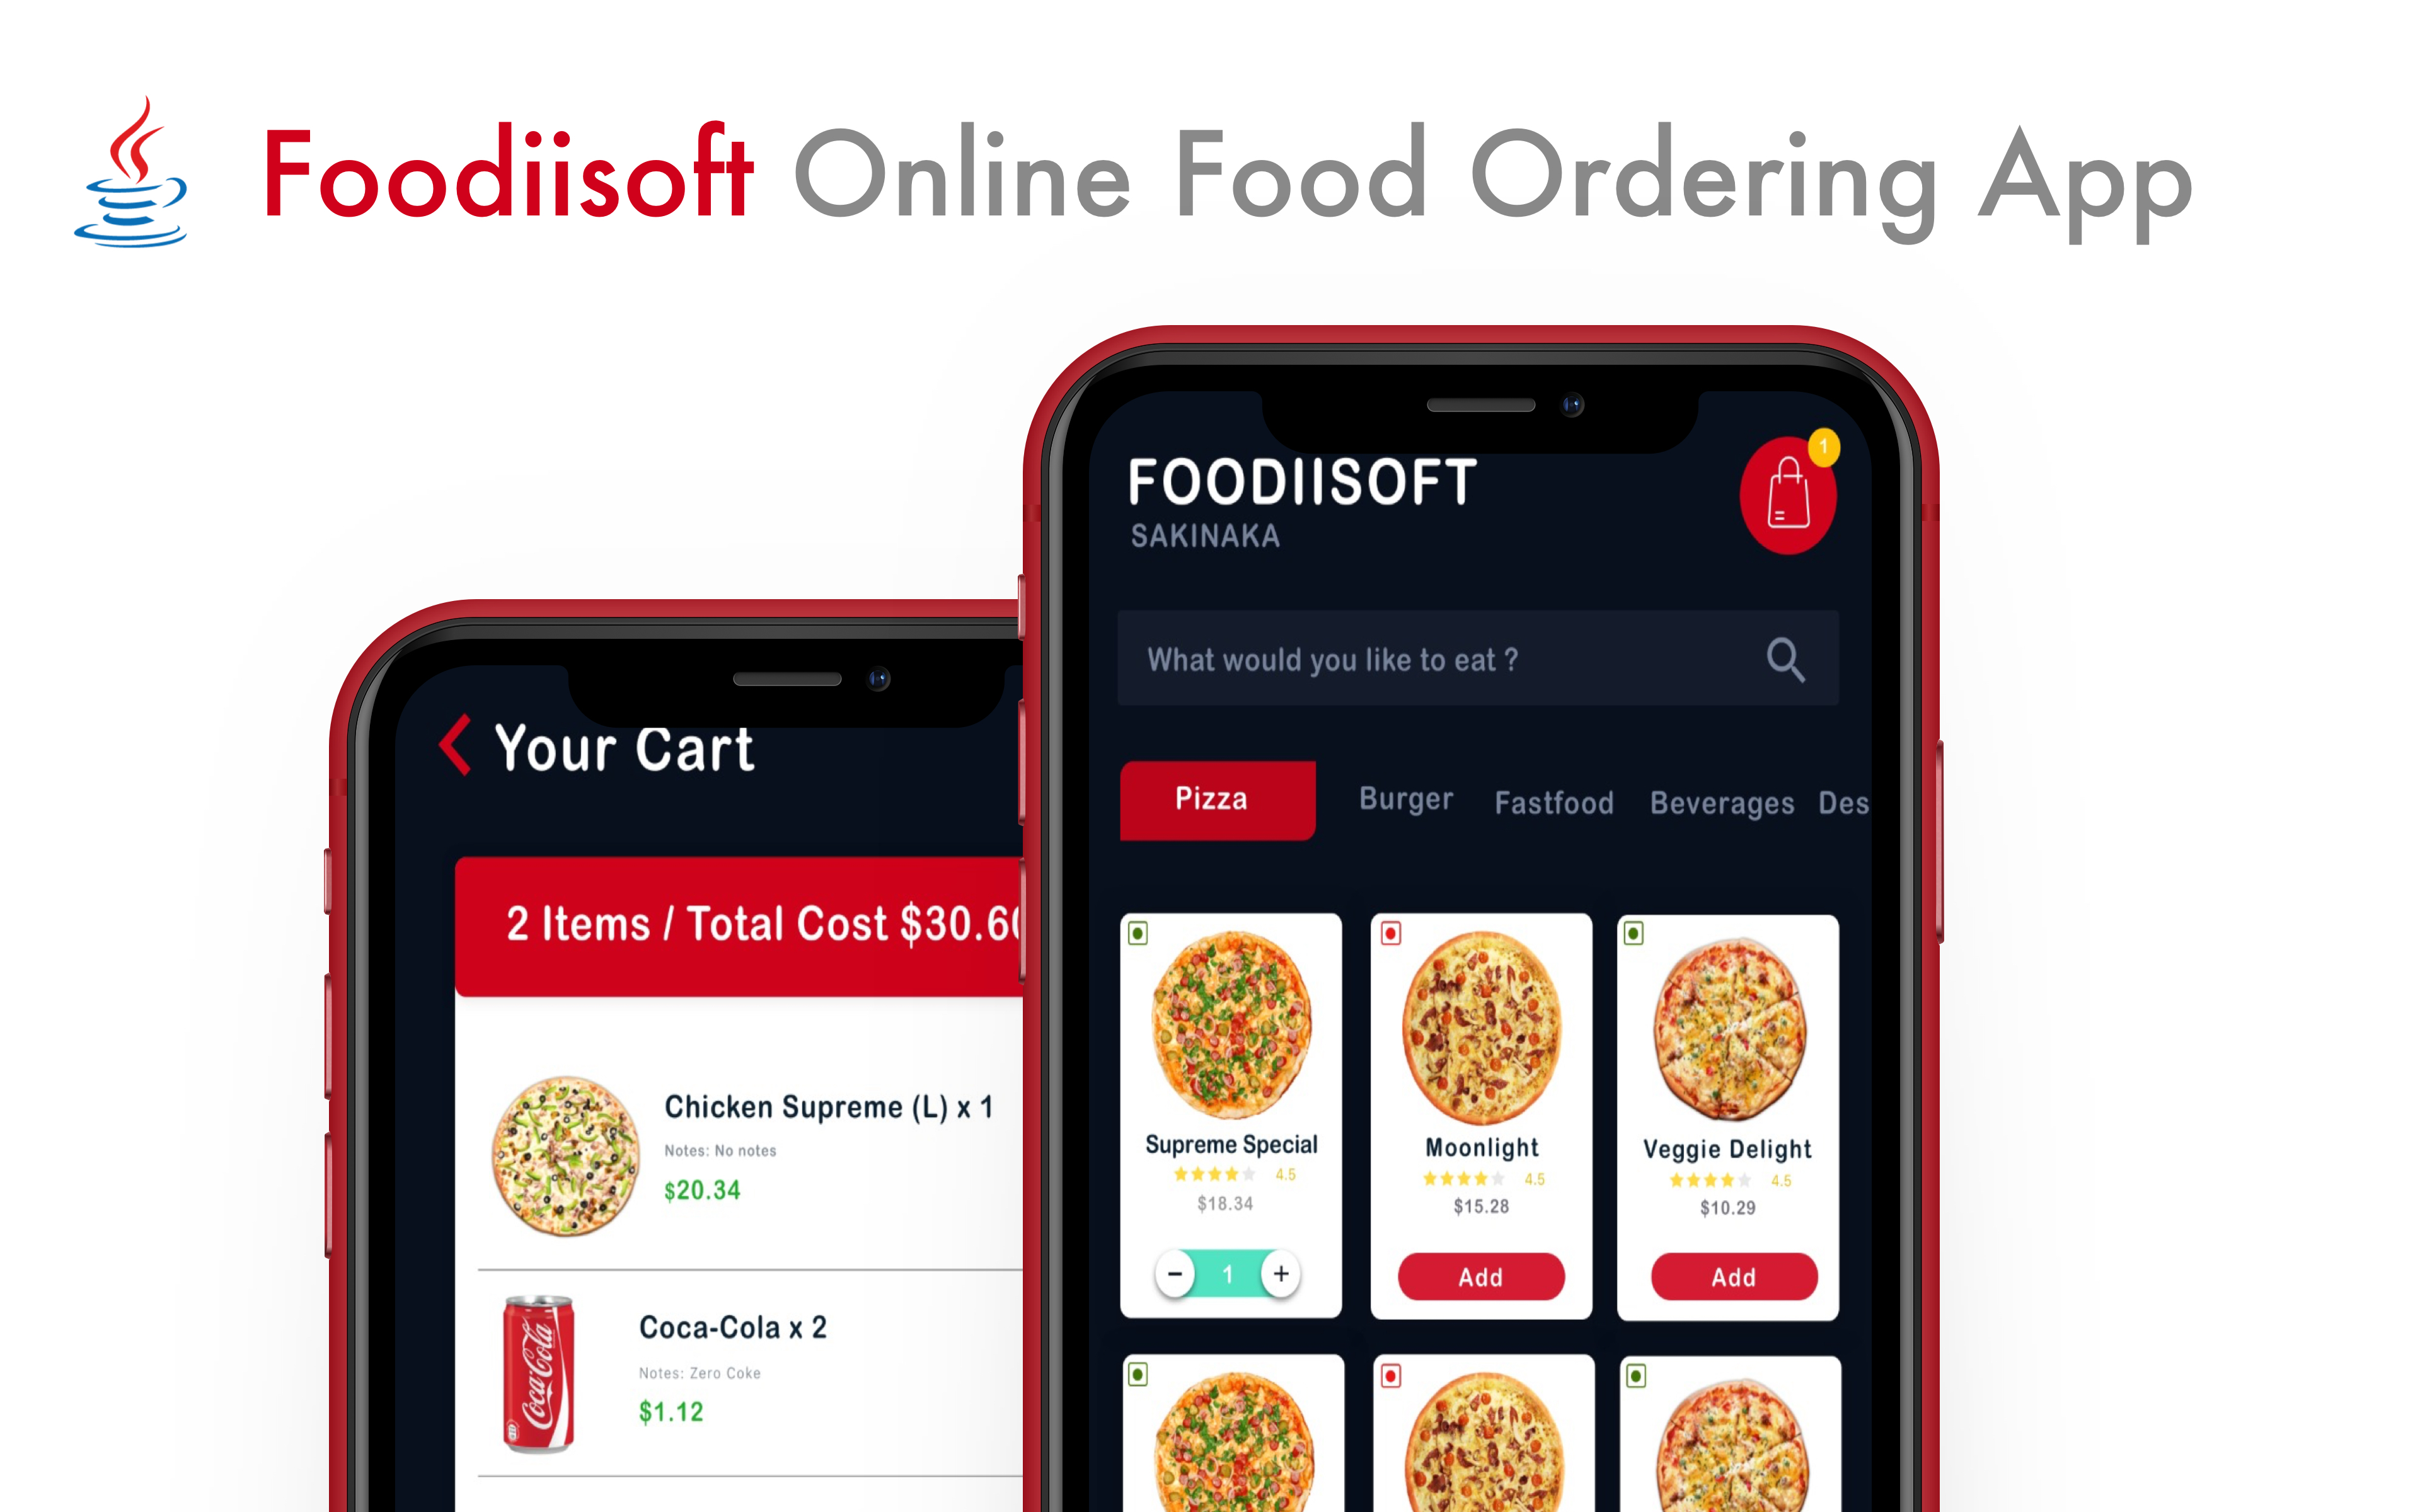 Foodiisoft Online Food Ordering App
FOODIISOFT
SAKINAKA
1
What would you like to eat ?
Pizza Burger Fastfood Beverages Des
Supreme Special
4.5
$18.34
− 1 +
Moonlight
4.5
$15.28
Add
Veggie Delight
4.5
$10.29
Add
Your Cart
2 Items / Total Cost $30.60
Chicken Supreme (L) x 1
Notes: No notes
$20.34
Coca-Cola
Coca-Cola x 2
Notes: Zero Coke
$1.12